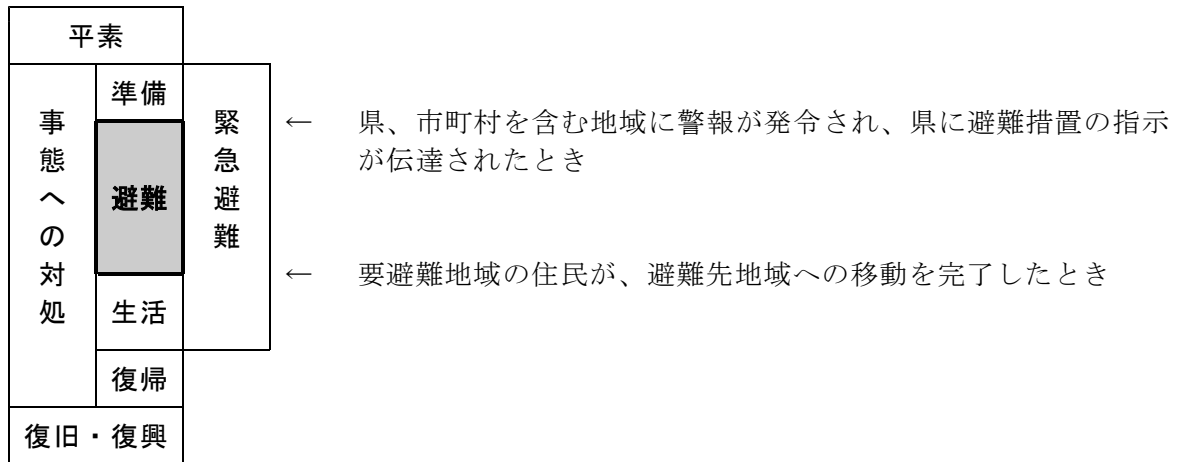 平素
事態への対処
準備
避難
生活
復帰
緊急避難
← 県、市町村を含む地域に警報が発令され、県に避難措置の指示
が伝達されたとき
← 要避難地域の住民が、避難先地域への移動を完了したとき
復旧・復興